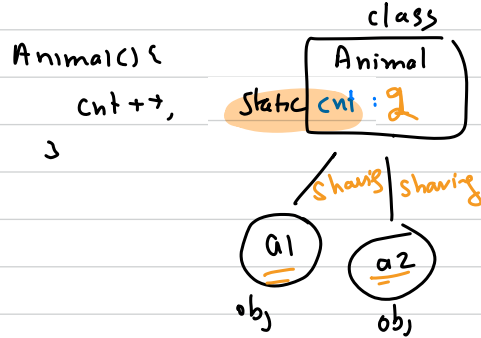 class
Animal() {
cnt ++,
}
Animal
static cnt : 2
sharing sharing
a1 a2
obj obj